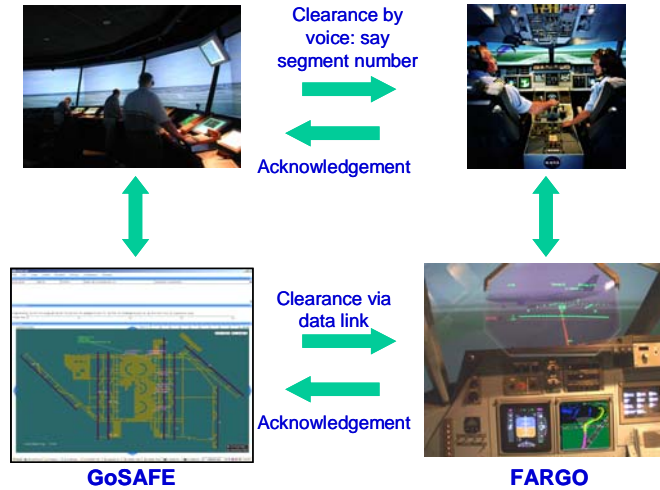 Clearance by
voice: say
segment number
Acknowledgement
Clearance via
data link
Acknowledgement
GoSAFE
FARGO